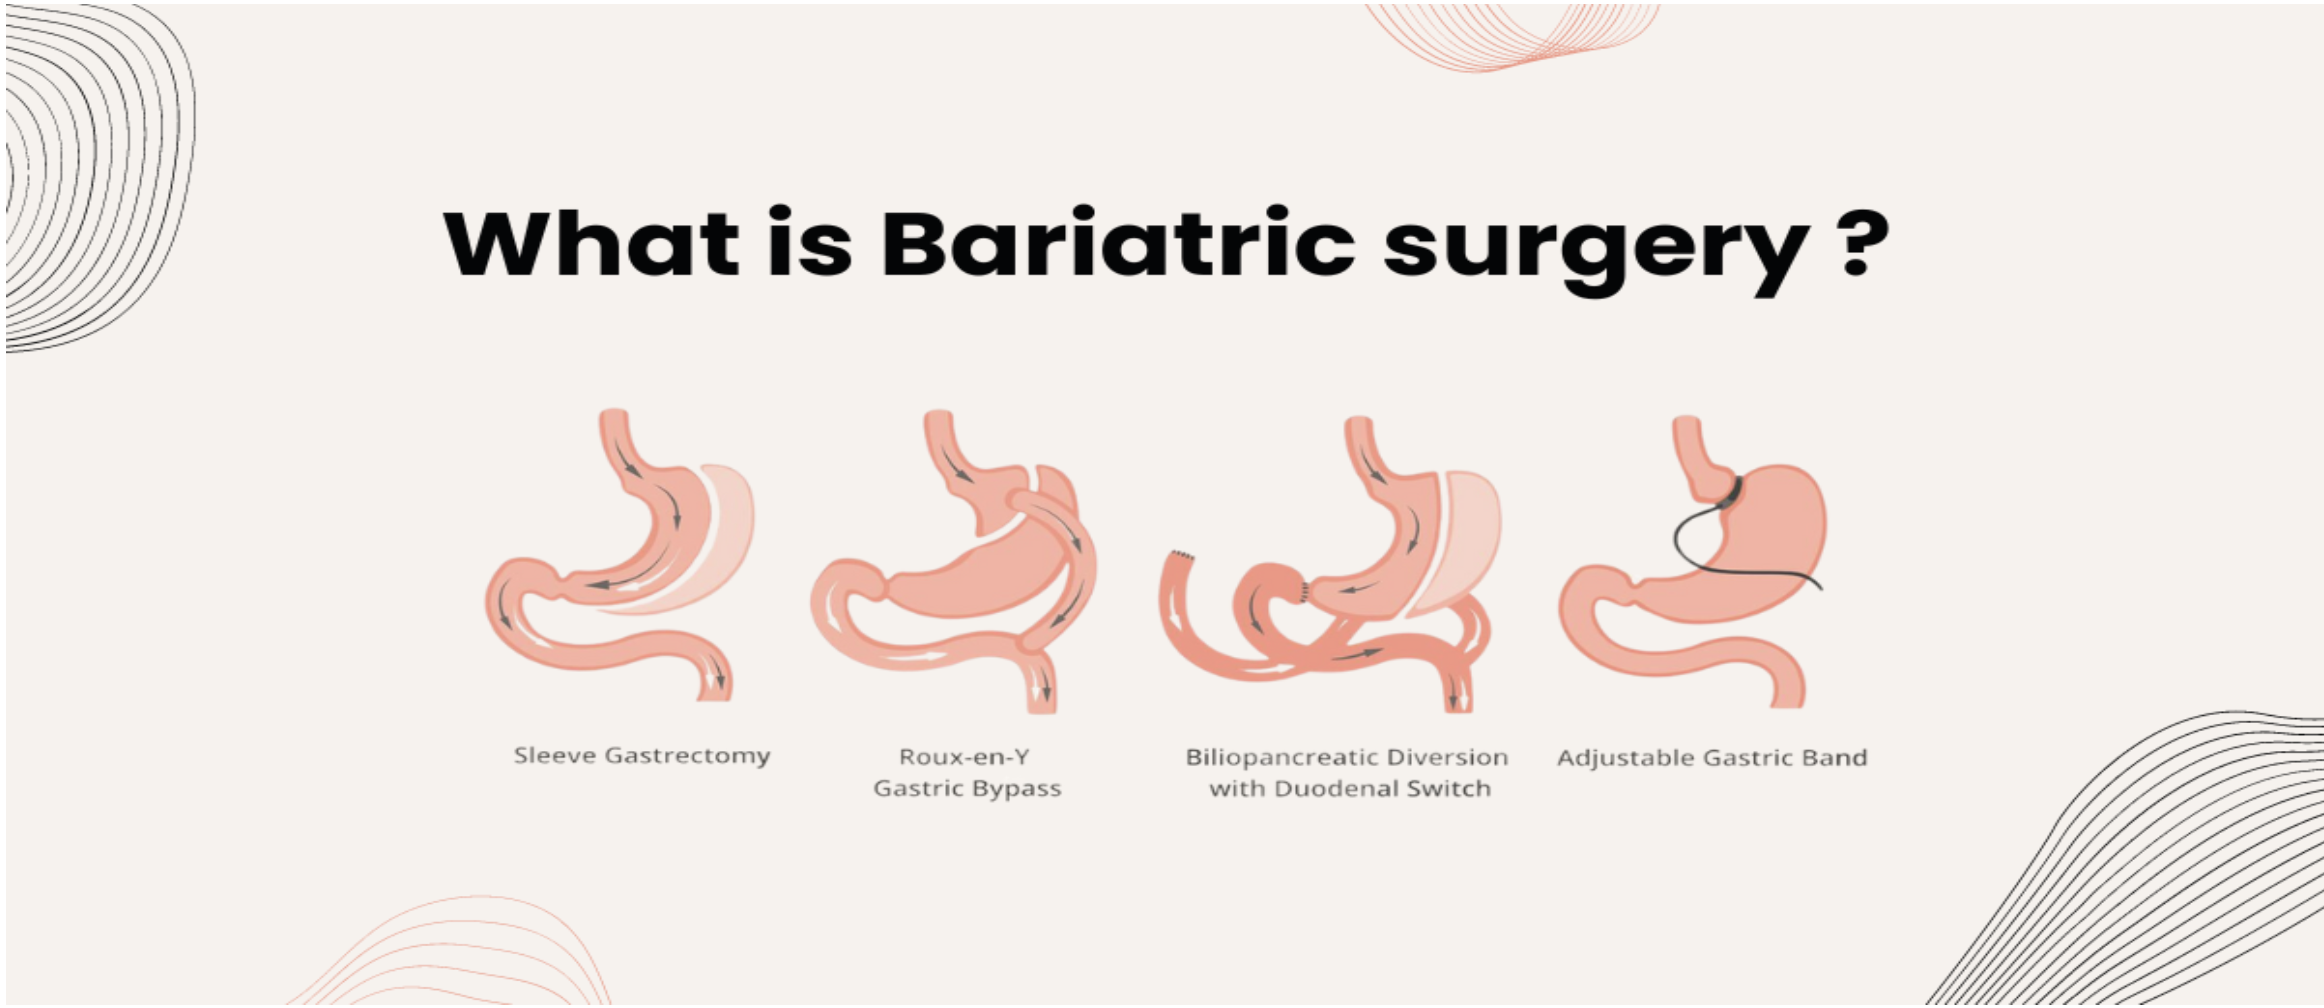 What is Bariatric surgery ?
Sleeve Gastrectomy
Roux-en-Y
Gastric Bypass
Biliopancreatic Diversion
with Duodenal Switch
Adjustable Gastric Band